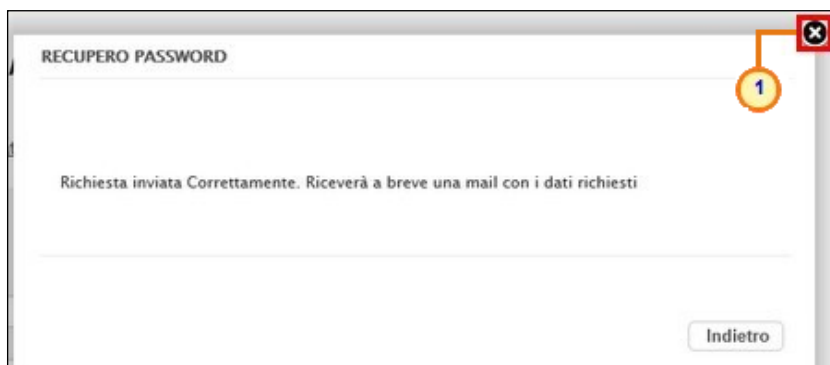 RECUPERO PASSWORD
1
Richiesta inviata Correttamente. Riceverà a breve una mail con i dati richiesti
Indietro